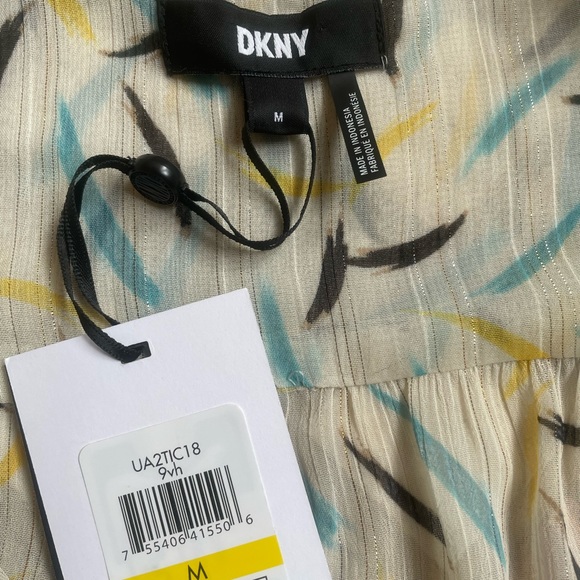 DKNY
M
MADE IN INDONESIA
FABRIQUÉ EN INDONÉSIE
UA2TIC18
9vh
7 55406 41550 6
M